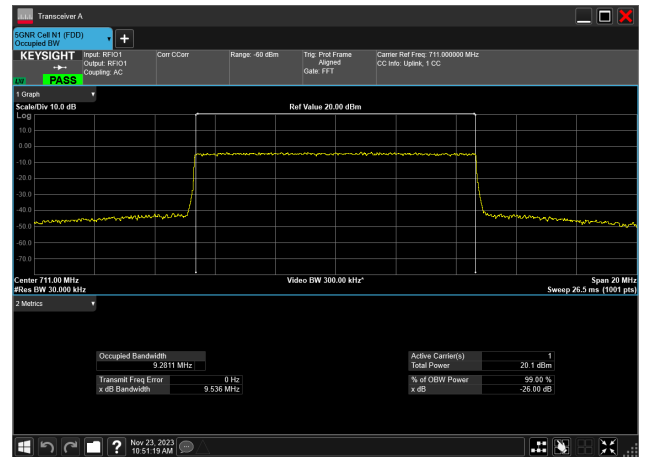 Transceiver A
5GNR Cell N1 (FDD)
Occupied BW
KEYSIGHT
Input: RFIO1
Output: RFIO1
Coupling: AC
Corr CCorr
Range: -60 dBm
Trig: Prot Frame
Aligned
Gate: FFT
Carrier Ref Freq: 711.000000 MHz
CC Info: Uplink, 1 CC
PASS
1 Graph
Scale/Div 10.0 dB
Ref Value 20.00 dBm
Log
10.0
0.00
-10.0
-20.0
-30.0
-40.0
-50.0
-60.0
-70.0
Center 711.00 MHz
Video BW 300.00 kHz*
Span 20 MHz
#Res BW 30.000 kHz
Sweep 26.5 ms (1001 pts)
2 Metrics
Occupied Bandwidth
9.2811 MHz
Transmit Freq Error 0 Hz
x dB Bandwidth 9.536 MHz
Active Carrier(s) 1
Total Power 20.1 dBm
% of OBW Power 99.00 %
x dB -26.00 dB
?
Nov 23, 2023
10:51:19 AM